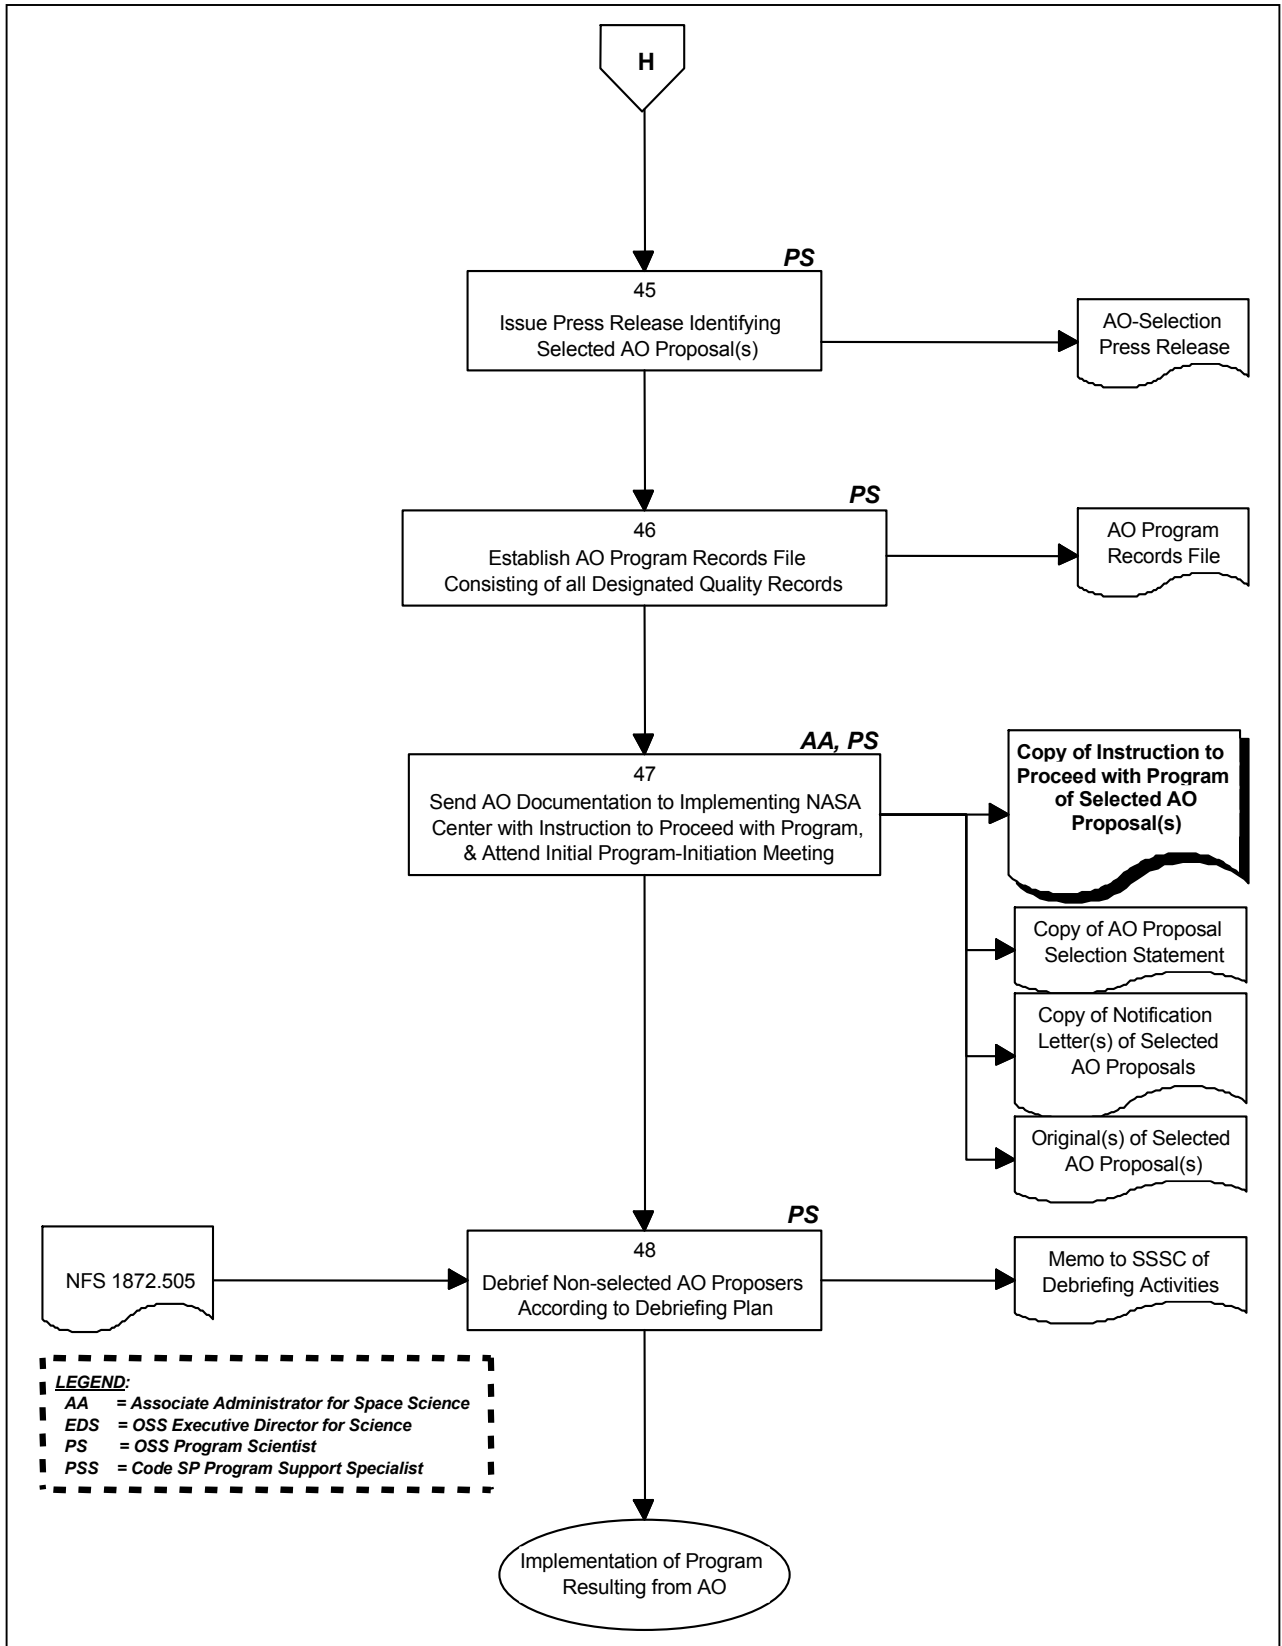 H
PS
45
Issue Press Release Identifying
Selected AO Proposal(s)
AO-Selection
Press Release
PS
46
Establish AO Program Records File
Consisting of all Designated Quality Records
AO Program
Records File
AA, PS
47
Send AO Documentation to Implementing NASA
Center with Instruction to Proceed with Program,
& Attend Initial Program-Initiation Meeting
Copy of Instruction to
Proceed with Program
of Selected AO
Proposal(s)
Copy of AO Proposal
Selection Statement
Copy of Notification
Letter(s) of Selected
AO Proposals
Original(s) of Selected
AO Proposal(s)
NFS 1872.505
PS
48
Debrief Non-selected AO Proposers
According to Debriefing Plan
Memo to SSSC of
Debriefing Activities
LEGEND:
AA = Associate Administrator for Space Science
EDS = OSS Executive Director for Science
PS = OSS Program Scientist
PSS = Code SP Program Support Specialist
Implementation of Program
Resulting from AO